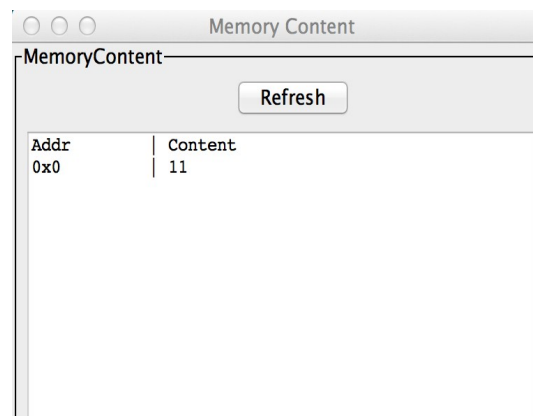 Memory Content
MemoryContent
Refresh
Addr | Content
0x0 | 11